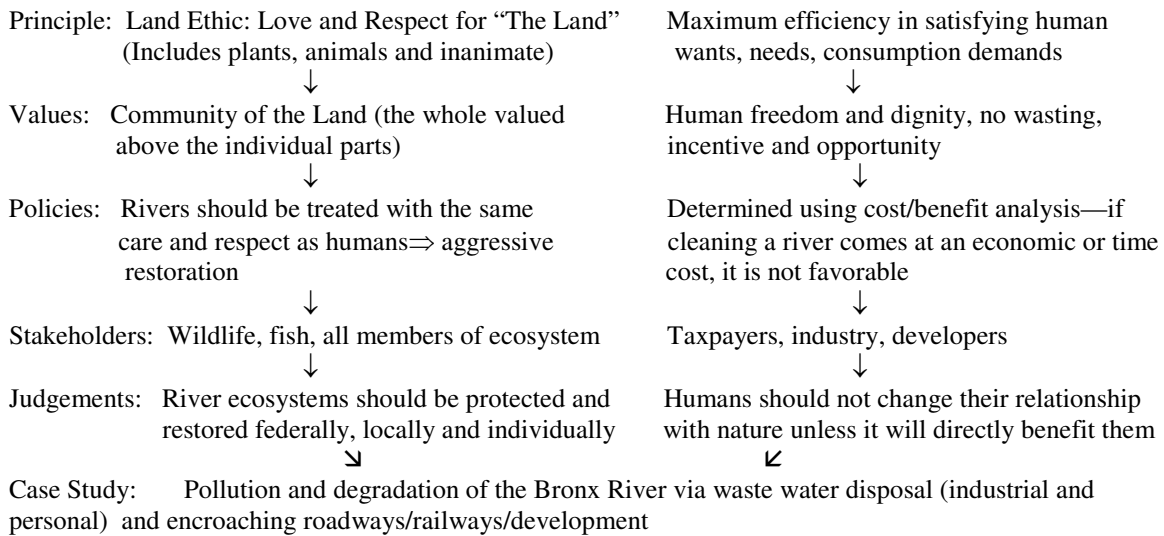 Principle: Land Ethic: Love and Respect for “The Land” Maximum efficiency in satisfying human
(Includes plants, animals and inanimate) wants, needs, consumption demands
↓ ↓
Values: Community of the Land (the whole valued Human freedom and dignity, no wasting,
above the individual parts) incentive and opportunity
↓ ↓
Policies: Rivers should be treated with the same Determined using cost/benefit analysis—if
care and respect as humans⇒ aggressive cleaning a river comes at an economic or time
restoration cost, it is not favorable
↓ ↓
Stakeholders: Wildlife, fish, all members of ecosystem Taxpayers, industry, developers
↓ ↓
Judgements: River ecosystems should be protected and Humans should not change their relationship
restored federally, locally and individually with nature unless it will directly benefit them
↘ ↙
Case Study: Pollution and degradation of the Bronx River via waste water disposal (industrial and
personal) and encroaching roadways/railways/development